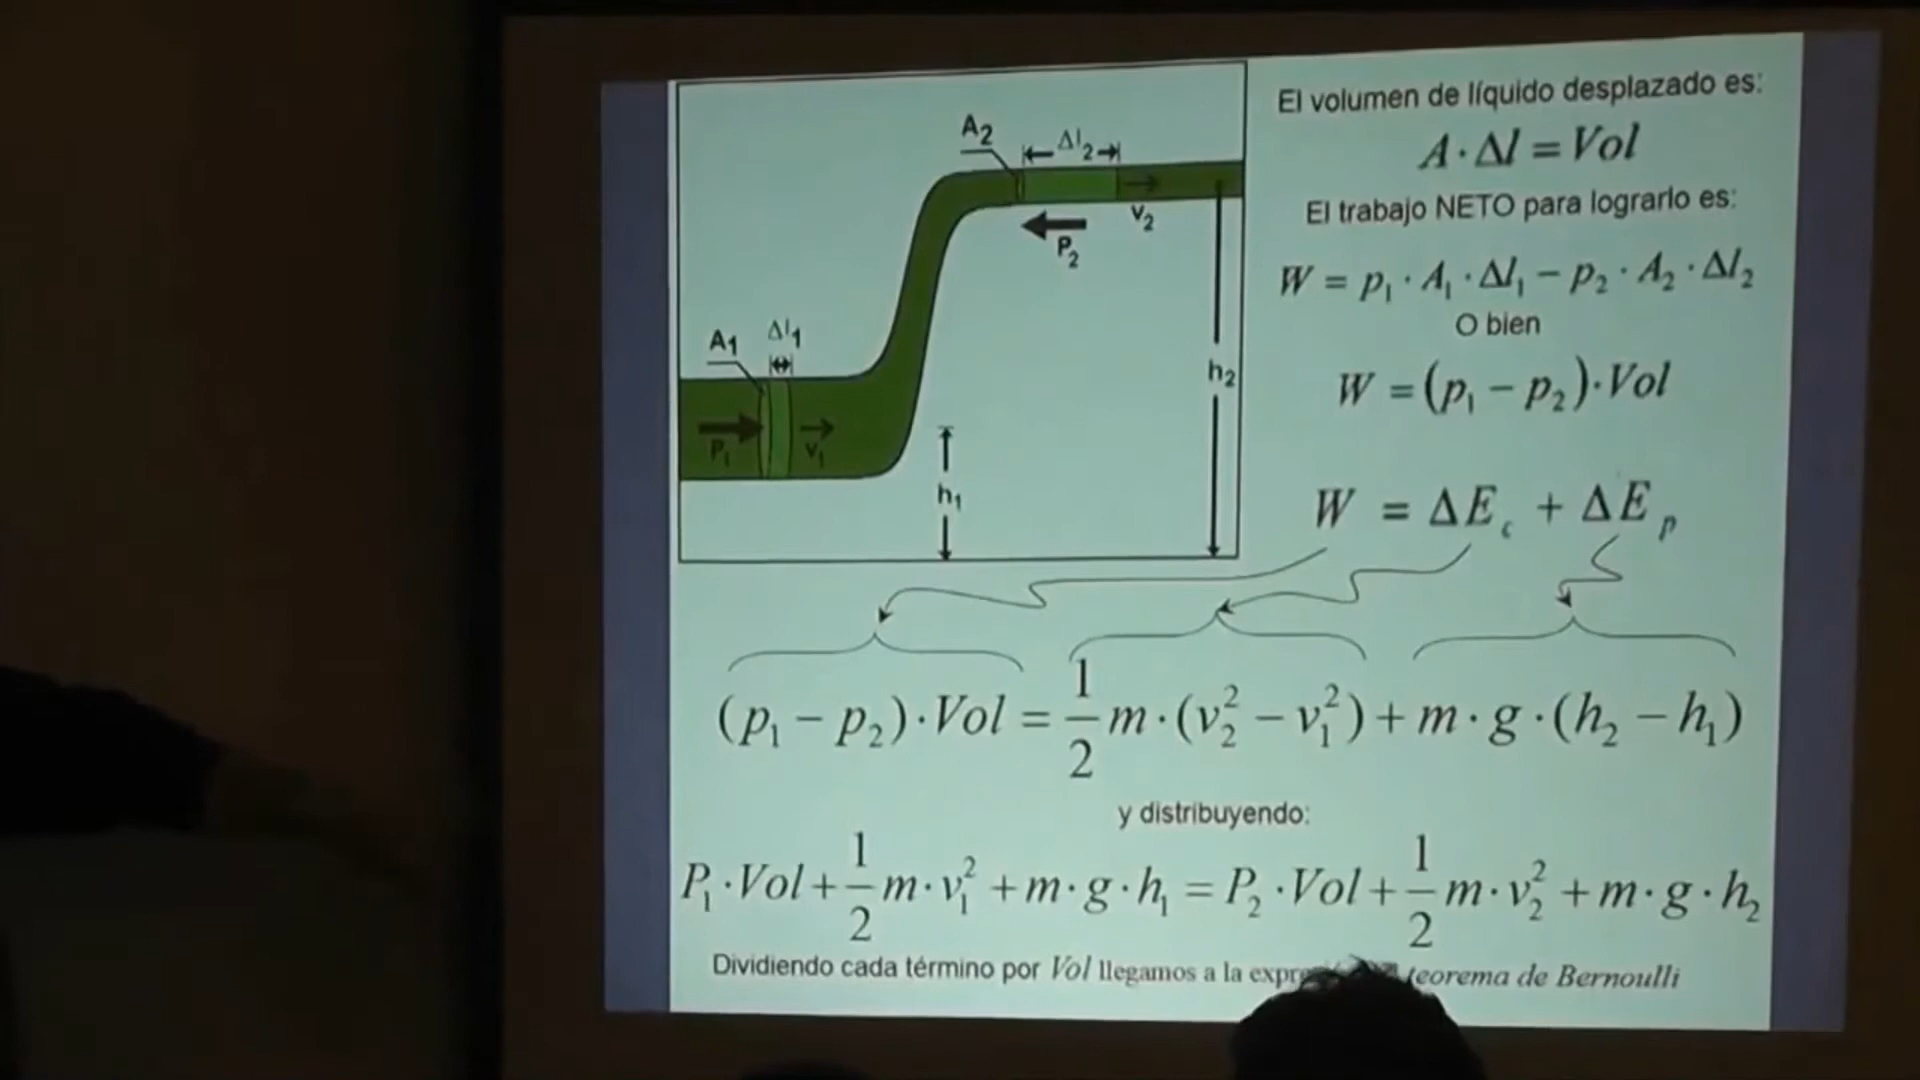 A₂
Δl₂
V₂
P₂
A₁
Δl₁
P₁
V₁
h₁
h₂
El volumen de líquido desplazado es:
A · Δl = Vol
El trabajo NETO para lograrlo es:
W = p₁ · A₁ · Δl₁ − p₂ · A₂ · Δl₂
O bien
W = (p₁ − p₂) · Vol
W = ΔE꜀ + ΔEₚ
(p₁ − p₂) · Vol = 1/2 m · (v₂² − v₁²) + m · g · (h₂ − h₁)
y distribuyendo:
P₁ · Vol + 1/2 m · v₁² + m · g · h₁ = P₂ · Vol + 1/2 m · v₂² + m · g · h₂
Dividiendo cada término por Vol llegamos a la teorema de Bernoulli